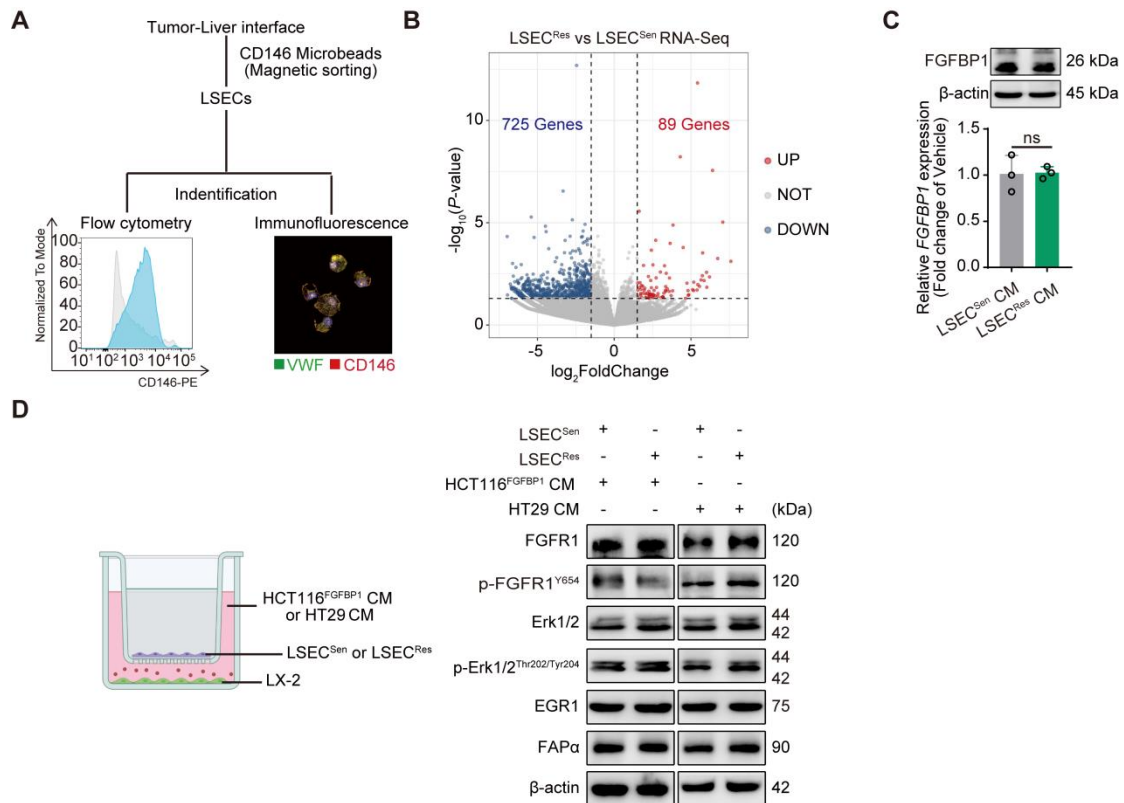 A
Tumor-Liver interface
CD146 Microbeads
(Magnetic sorting)
LSECs
Indentification
Flow cytometry
Immunofluorescence
Normalized To Mode
100
80
60
40
20
0
10¹ 10² 10³ 10⁴ 10⁵
CD146-PE
VWF CD146
B
LSEC^Res vs LSEC^Sen RNA-Seq
725 Genes
89 Genes
-log₁₀(P-value)
10
5
0
-5 0 5
log₂FoldChange
UP
NOT
DOWN
C
FGFBP1 26 kDa
β-actin 45 kDa
ns
Relative FGFBP1 expression
(Fold change of Vehicle)
1.5
1.0
0.5
0.0
LSEC^Sen CM
LSEC^Res CM
D
HCT116^FGFBP1 CM
or HT29 CM
LSEC^Sen or LSEC^Res
LX-2
LSEC^Sen + - + -
LSEC^Res - + - +
HCT116^FGFBP1 CM + + - -
HT29 CM - - + + (kDa)
FGFR1 120
p-FGFR1^Y654 120
Erk1/2 44
42
p-Erk1/2^Thr202/Tyr204 44
42
EGR1 75
FAPα 90
β-actin 42